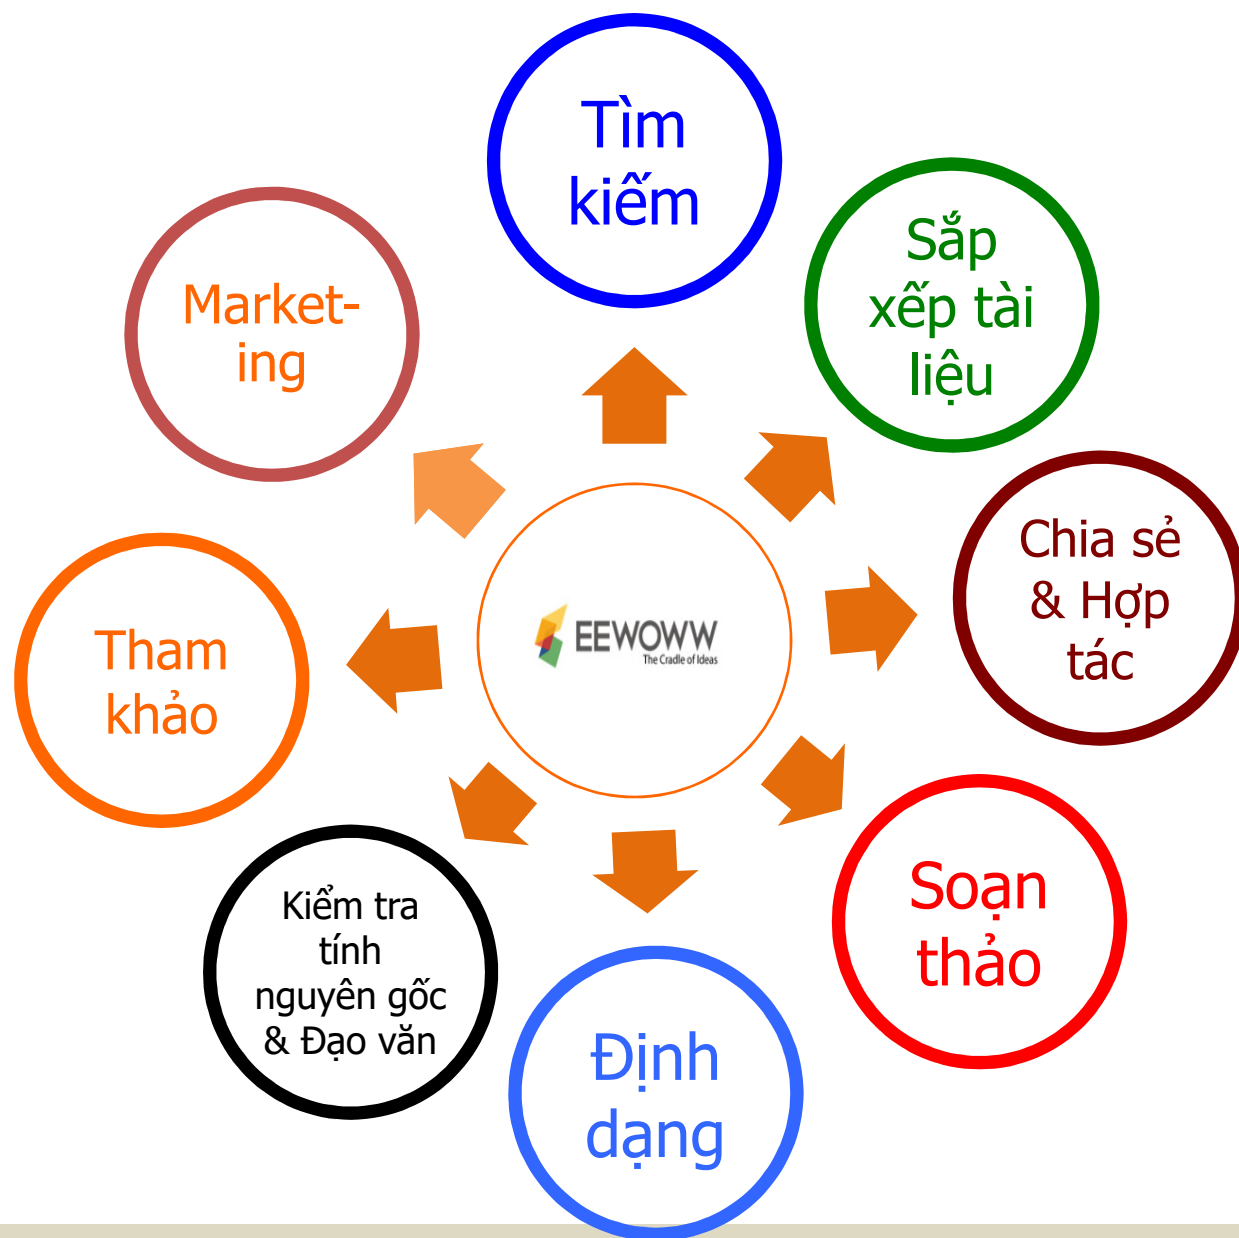 Tìm
kiếm
Sắp
xếp tài
liệu
Chia sẻ
& Hợp
tác
Soạn
thảo
Định
dạng
Kiểm tra
tính
nguyên gốc
& Đạo văn
Tham
khảo
Market-
ing
EEWOWW
The Cradle of Ideas